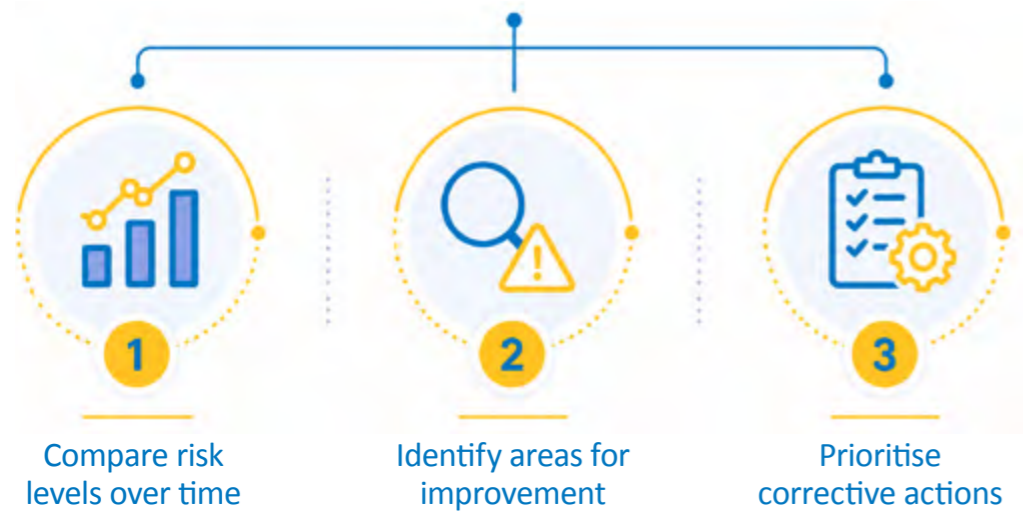 1
Compare risk
levels over time
2
Identify areas for
improvement
3
Prioritise
corrective actions